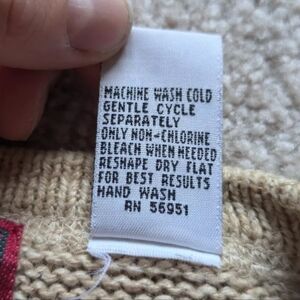 MACHINE WASH COLD
GENTLE CYCLE
SEPARATELY
ONLY NON-CHLORINE
BLEACH WHEN NEEDED
RESHAPE DRY FLAT
FOR BEST RESULTS
HAND WASH
RN 56951